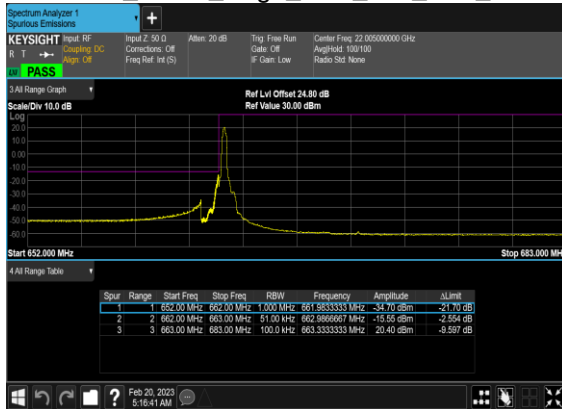 Spectrum Analyzer 1
Spurious Emissions
KEYSIGHT Input: RF Input Z: 50 Ω Atten: 20 dB Trig: Free Run Center Freq: 22.005000000 GHz
R T Coupling: DC Corrections: Off Gate: Off Avg|Hold: 100/100
Align: Off Freq Ref: Int (S) IF Gain: Low Radio Std: None
PASS
3 All Range Graph
Ref Lvl Offset 24.80 dB
Scale/Div 10.0 dB Ref Value 30.00 dBm
Log
20.0
10.0
0.00
-10.0
-20.0
-30.0
-40.0
-50.0
-60.0
Start 652.000 MHz Stop 683.000 MHz
4 All Range Table
Spur Range Start Freq Stop Freq RBW Frequency Amplitude ΔLimit
1 1 652.00 MHz 662.00 MHz 1.000 MHz 661.9833333 MHz -34.70 dBm -21.70 dB
2 2 662.00 MHz 663.00 MHz 51.00 kHz 662.9866667 MHz -15.55 dBm -2.554 dB
3 3 663.00 MHz 683.00 MHz 100.0 kHz 663.3333333 MHz 20.40 dBm -9.597 dB
Feb 20, 2023
5:16:41 AM